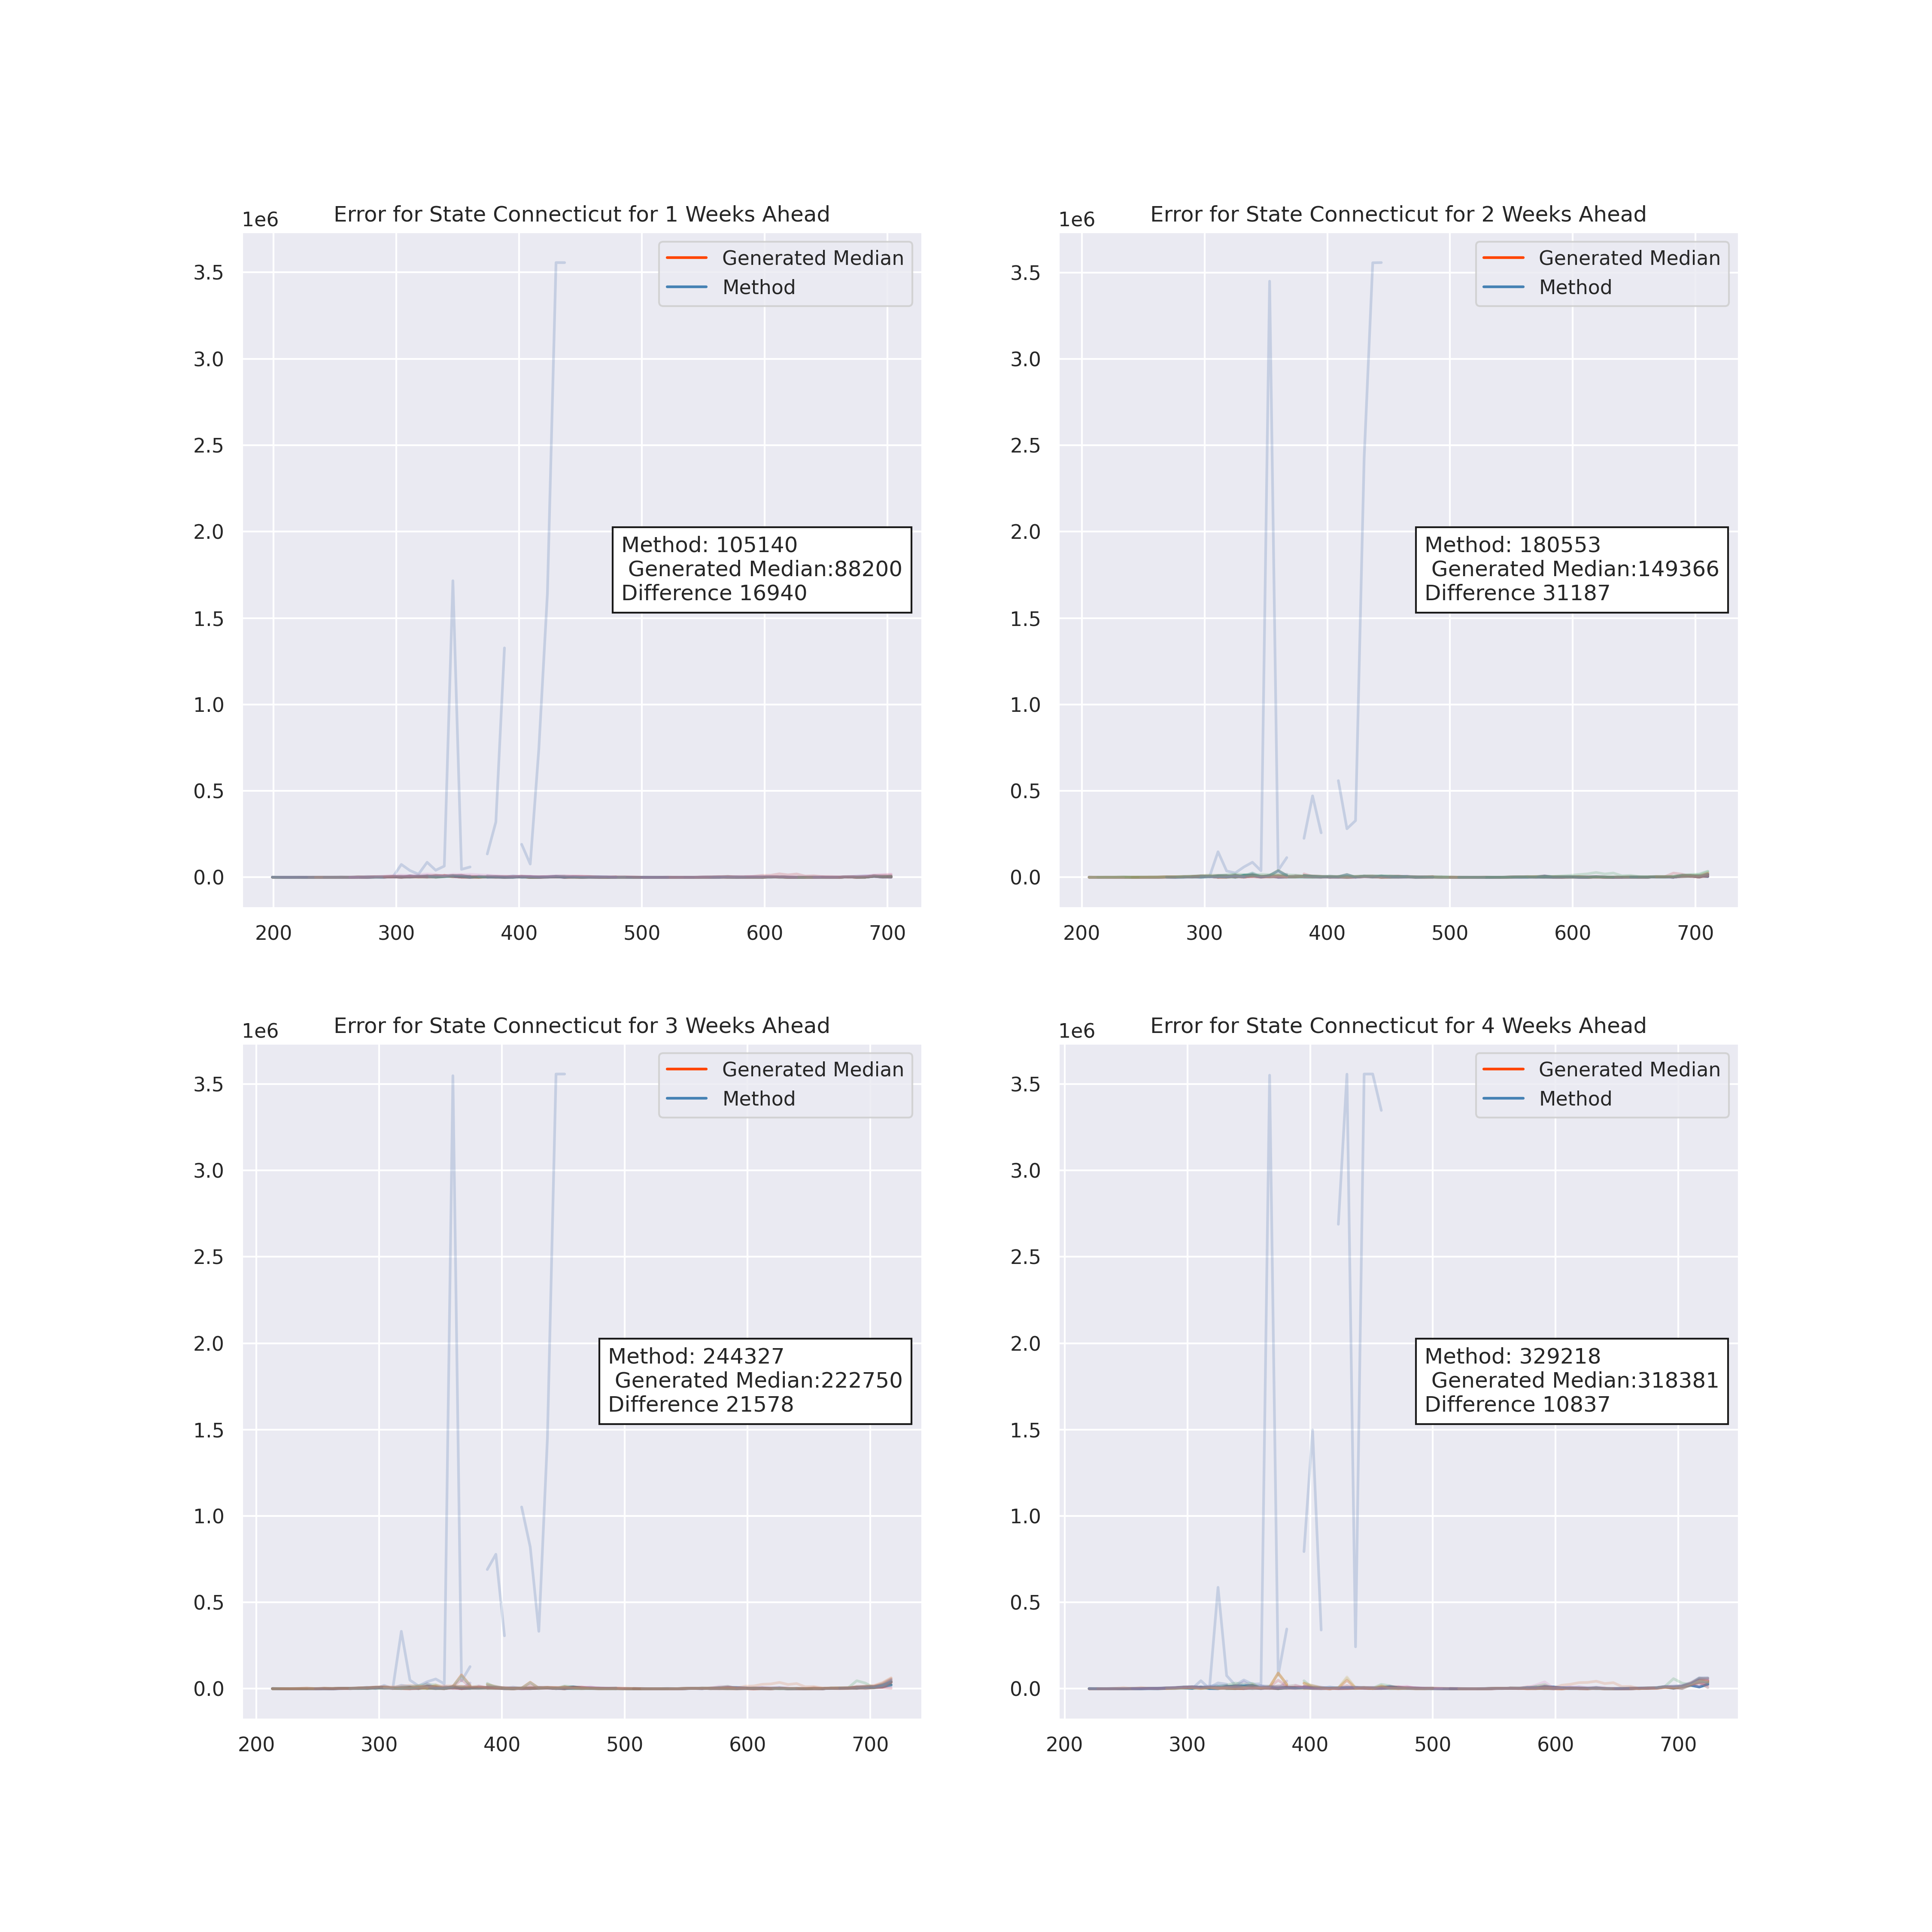 Error for State Connecticut for 1 Weeks Ahead
1e6
Generated Median
Method
3.5
3.0
2.5
2.0
1.5
1.0
0.5
0.0
Method: 105140
Generated Median:88200
Difference 16940
200 300 400 500 600 700
Error for State Connecticut for 2 Weeks Ahead
1e6
Generated Median
Method
3.5
3.0
2.5
2.0
1.5
1.0
0.5
0.0
Method: 180553
Generated Median:149366
Difference 31187
200 300 400 500 600 700
Error for State Connecticut for 3 Weeks Ahead
1e6
Generated Median
Method
3.5
3.0
2.5
2.0
1.5
1.0
0.5
0.0
Method: 244327
Generated Median:222750
Difference 21578
200 300 400 500 600 700
Error for State Connecticut for 4 Weeks Ahead
1e6
Generated Median
Method
3.5
3.0
2.5
2.0
1.5
1.0
0.5
0.0
Method: 329218
Generated Median:318381
Difference 10837
200 300 400 500 600 700